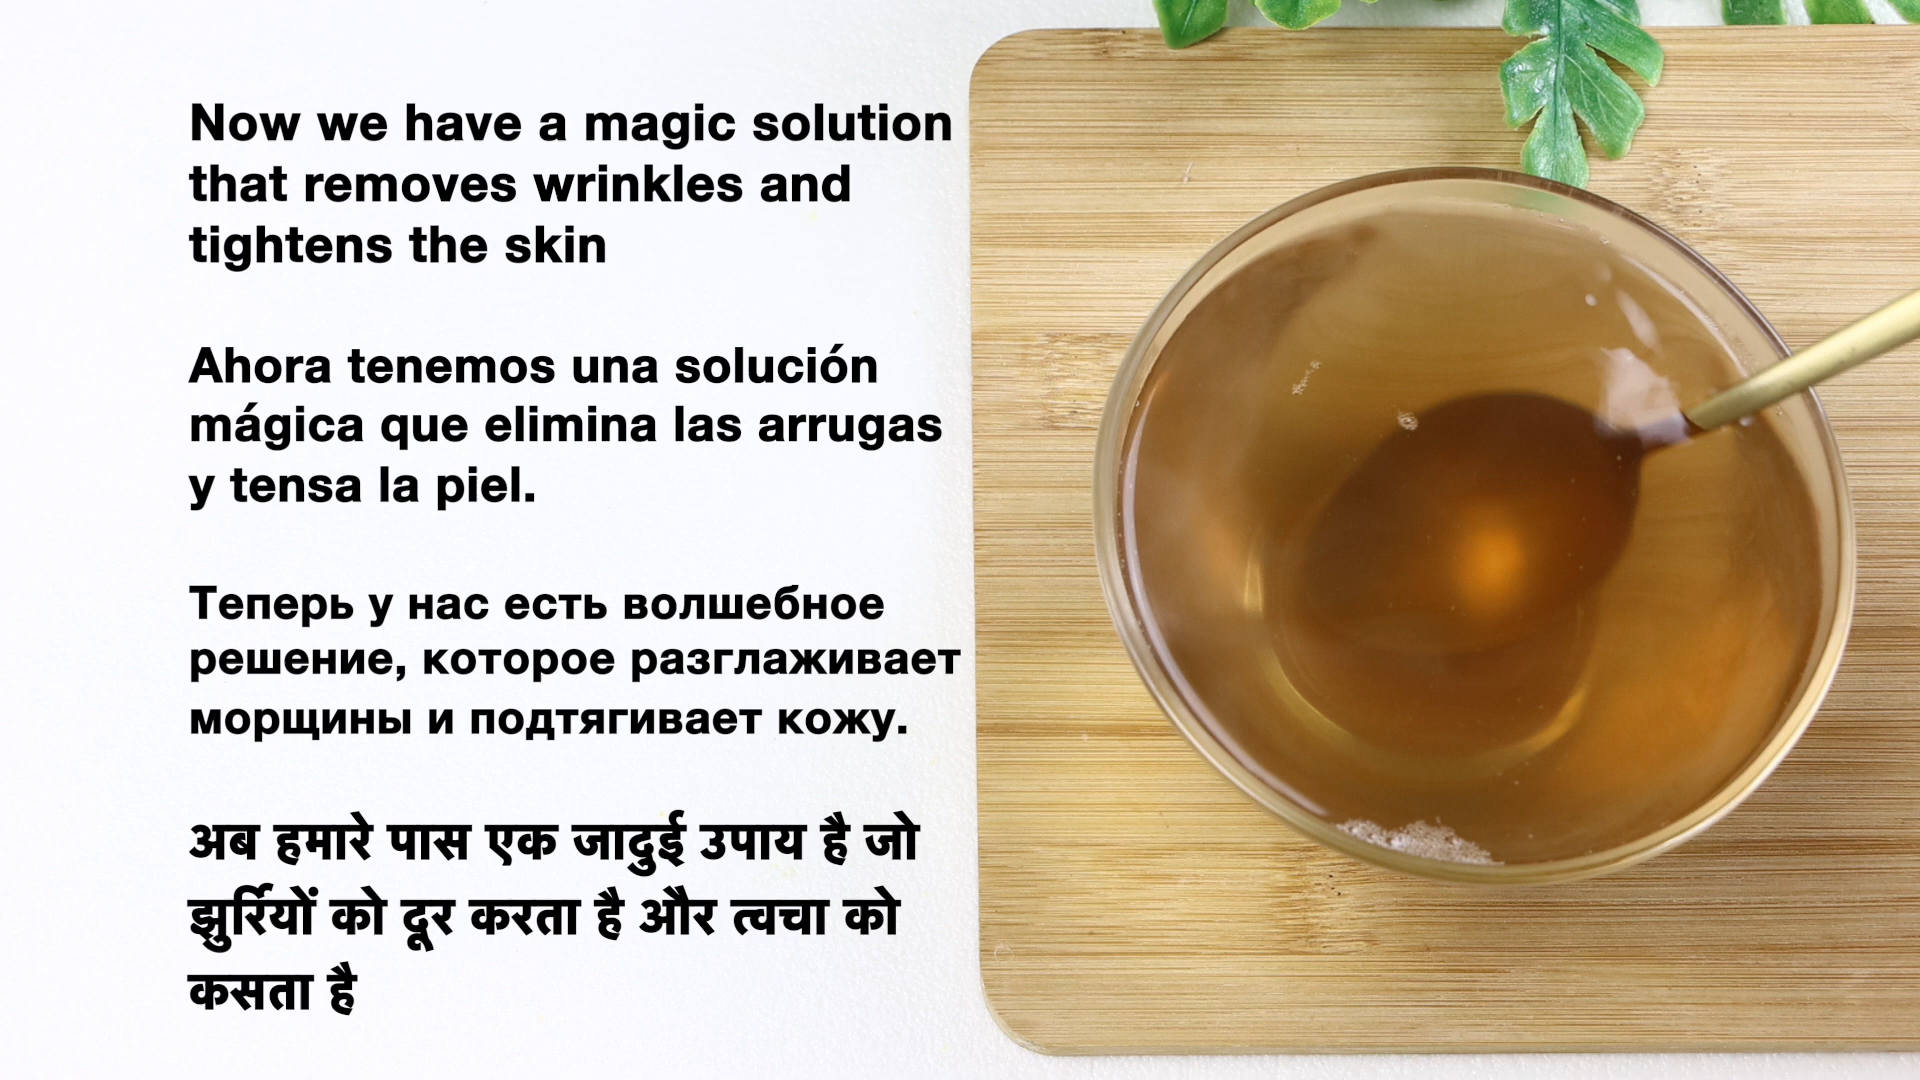 Now we have a magic solution
that removes wrinkles and
tightens the skin
Ahora tenemos una solución
mágica que elimina las arrugas
y tensa la piel.
Теперь у нас есть волшебное
решение, которое разглаживает
морщины и подтягивает кожу.
अब हमारे पास एक जादुई उपाय है जो
झुर्रियों को दूर करता है और त्वचा को
कसता है